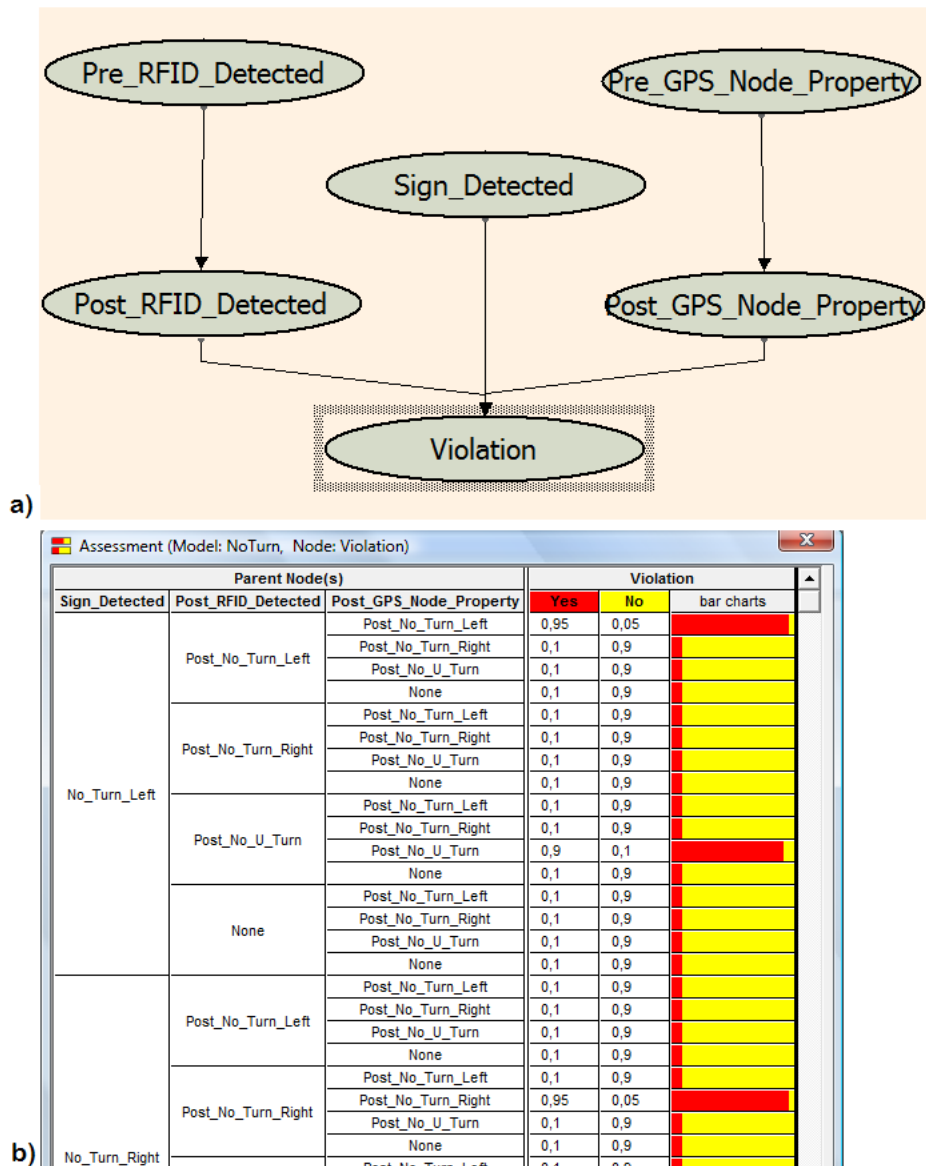 Pre_RFID_Detected
Pre_GPS_Node_Property
Sign_Detected
Post_RFID_Detected
Post_GPS_Node_Property
Violation
a)
Assessment (Model: NoTurn, Node: Violation)
Parent Node(s) Violation
Sign_Detected Post_RFID_Detected Post_GPS_Node_Property Yes No bar charts
No_Turn_Left Post_No_Turn_Left Post_No_Turn_Left 0,95 0,05
Post_No_Turn_Right 0,1 0,9
Post_No_U_Turn 0,1 0,9
None 0,1 0,9
Post_No_Turn_Right Post_No_Turn_Left 0,1 0,9
Post_No_Turn_Right 0,1 0,9
Post_No_U_Turn 0,1 0,9
None 0,1 0,9
Post_No_U_Turn Post_No_Turn_Left 0,1 0,9
Post_No_Turn_Right 0,1 0,9
Post_No_U_Turn 0,9 0,1
None 0,1 0,9
None Post_No_Turn_Left 0,1 0,9
Post_No_Turn_Right 0,1 0,9
Post_No_U_Turn 0,1 0,9
None 0,1 0,9
No_Turn_Right Post_No_Turn_Left Post_No_Turn_Left 0,1 0,9
Post_No_Turn_Right 0,1 0,9
Post_No_U_Turn 0,1 0,9
None 0,1 0,9
Post_No_Turn_Right Post_No_Turn_Left 0,1 0,9
Post_No_Turn_Right 0,95 0,05
Post_No_U_Turn 0,1 0,9
None 0,1 0,9
b)